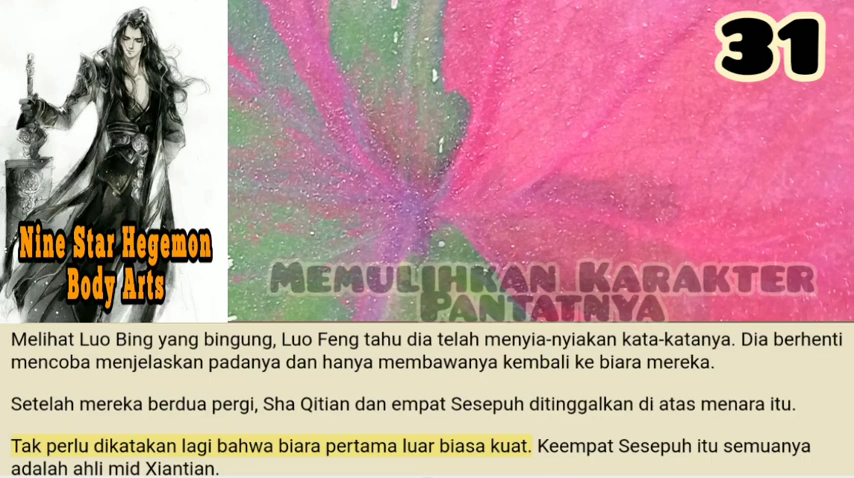 31
Nine Star Hegemon
Body Arts
Memulihkan Karakter
Pantatnya
Melihat Luo Bing yang bingung, Luo Feng tahu dia telah menyia-nyiakan kata-katanya. Dia berhenti
mencoba menjelaskan padanya dan hanya membawanya kembali ke biara mereka.
Setelah mereka berdua pergi, Sha Qitian dan empat Sesepuh ditinggalkan di atas menara itu.
Tak perlu dikatakan lagi bahwa biara pertama luar biasa kuat. Keempat Sesepuh itu semuanya
adalah ahli mid Xiantian.